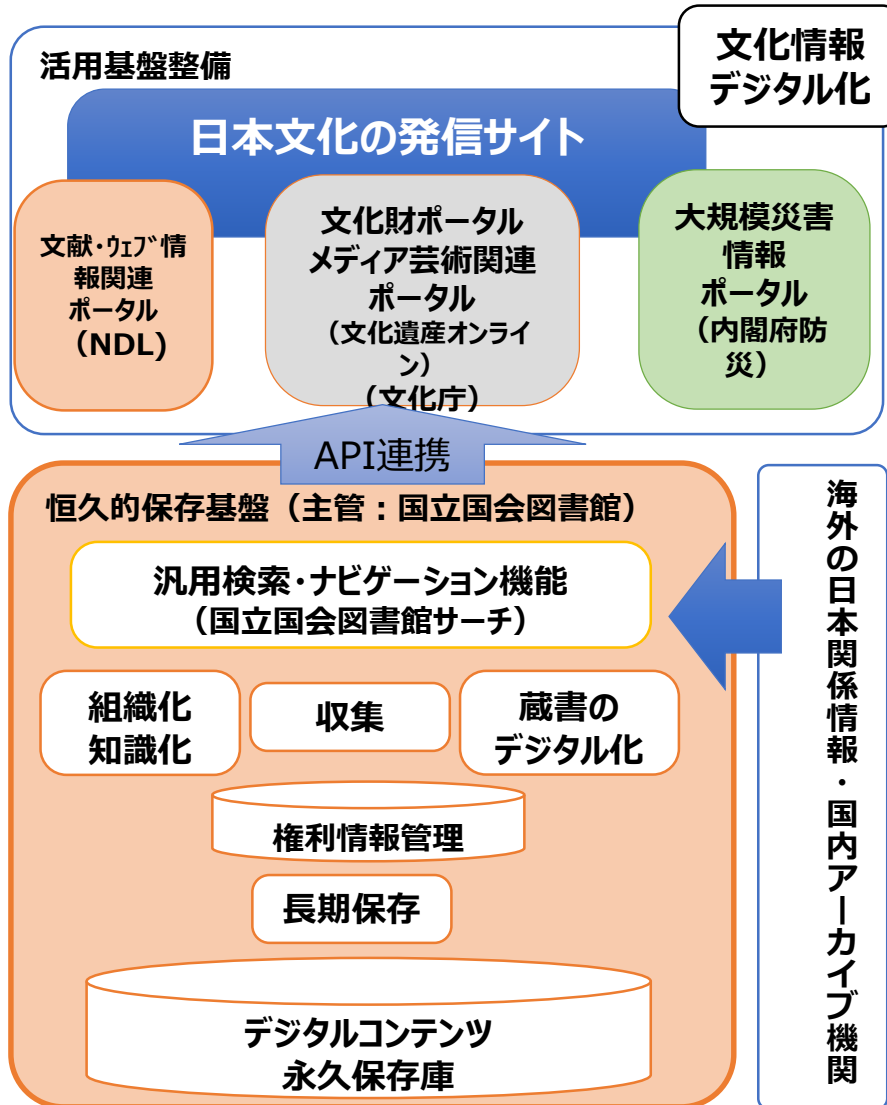 文化情報
デジタル化
活用基盤整備
日本文化の発信サイト
文献・ウェブ情
報関連
ポータル
（NDL)
文化財ポータル
メディア芸術関連
ポータル
（文化遺産オンライ
ン）
（文化庁）
大規模災害
情報
ポータル
（内閣府防
災）
API連携
恒久的保存基盤（主管：国立国会図書館）
汎用検索・ナビゲーション機能
（国立国会図書館サーチ）
組織化
知識化
収集
蔵書の
デジタル化
権利情報管理
長期保存
デジタルコンテンツ
永久保存庫
海外の日本関係情報・国内アーカイブ機関